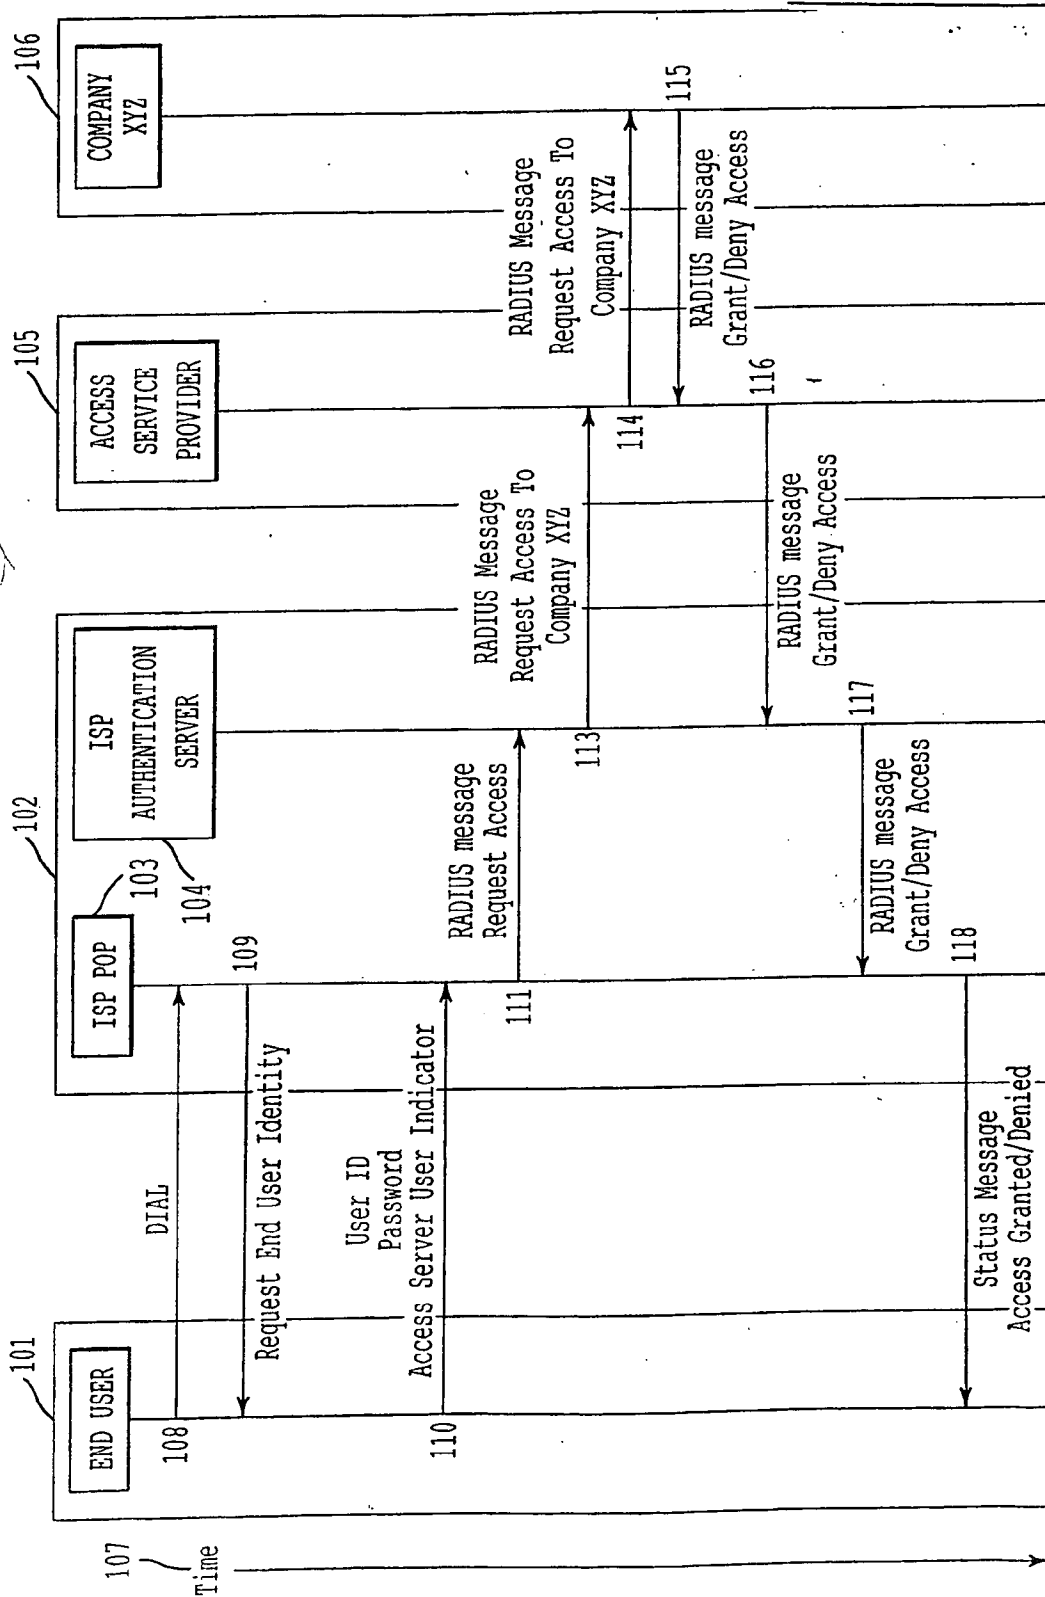 101
102
103
104
105
106
107
Time
END USER
ISP POP
ISP
AUTHENTICATION
SERVER
ACCESS
SERVICE
PROVIDER
COMPANY
XYZ
108
DIAL
109
Request End User Identity
110
User ID
Password
Access Server User Indicator
111
RADIUS message
Request Access
113
RADIUS Message
Request Access To
Company XYZ
114
RADIUS Message
Request Access To
Company XYZ
115
RADIUS message
Grant/Deny Access
116
RADIUS message
Grant/Deny Access
117
RADIUS message
Grant/Deny Access
118
Status Message
Access Granted/Denied